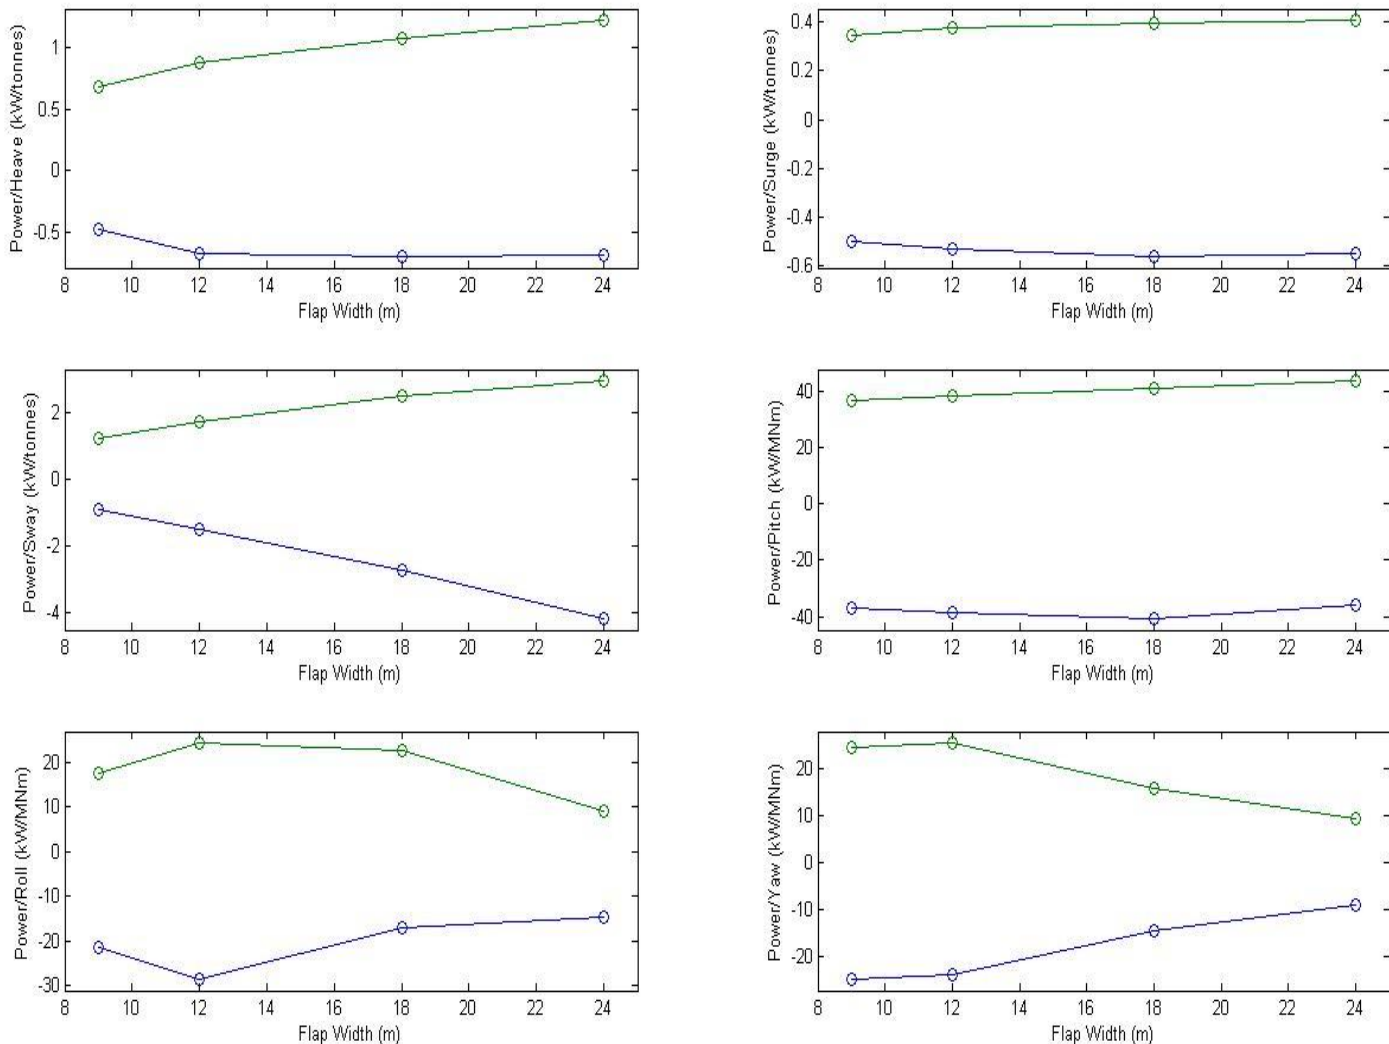 Power/Heave (kW/tonnes)
1
0.5
0
-0.5
8 10 12 14 16 18 20 22 24
Flap Width (m)
Power/Surge (kW/tonnes)
0.4
0.2
0
-0.2
-0.4
-0.6
8 10 12 14 16 18 20 22 24
Flap Width (m)
Power/Sway (kW/tonnes)
2
0
-2
-4
8 10 12 14 16 18 20 22 24
Flap Width (m)
Power/Pitch (kW/MNm)
40
20
0
-20
-40
8 10 12 14 16 18 20 22 24
Flap Width (m)
Power/Roll (kW/MNm)
20
10
0
-10
-20
-30
8 10 12 14 16 18 20 22 24
Flap Width (m)
Power/Yaw (kW/MNm)
20
10
0
-10
-20
8 10 12 14 16 18 20 22 24
Flap Width (m)